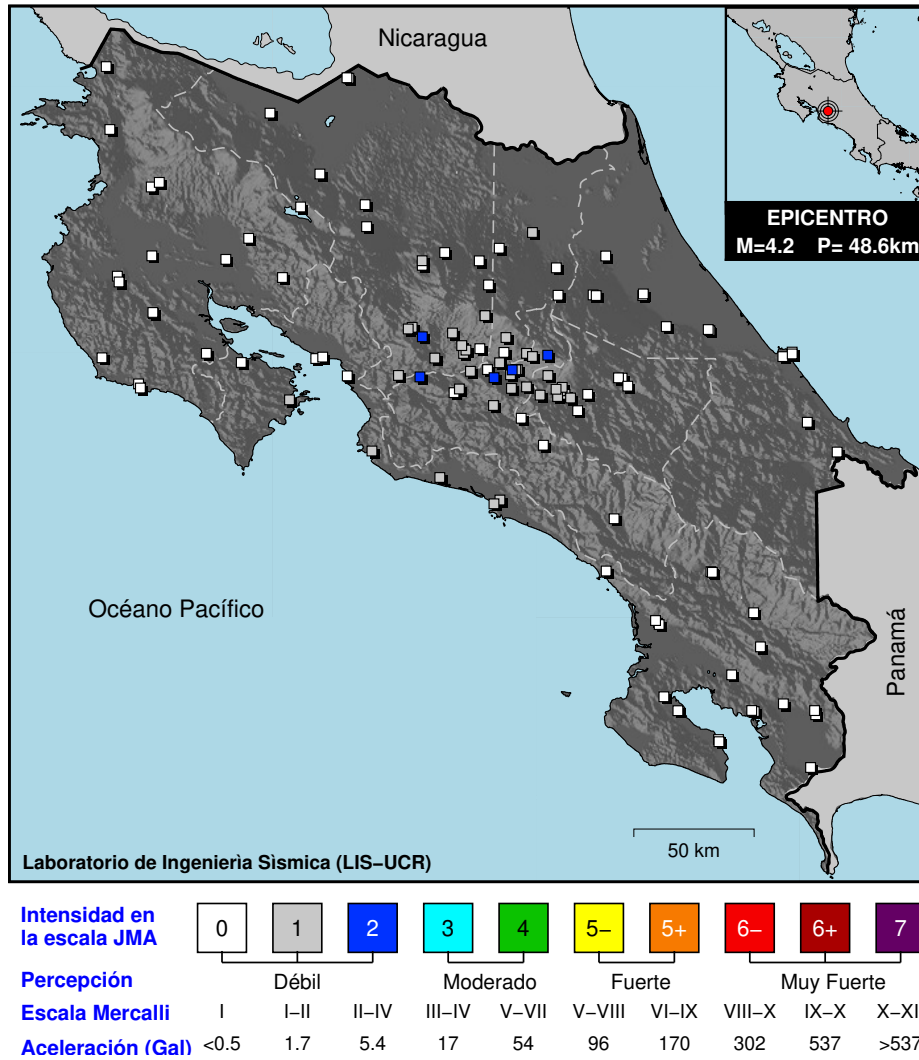 Nicaragua
EPICENTRO
M=4.2 P= 48.6km
Océano Pacífico
Panamá
50 km
Laboratorio de Ingenierìa Sìsmica (LIS–UCR)
Intensidad en
la escala JMA
0 1 2 3 4 5– 5+ 6– 6+ 7
Percepción Débil Moderado Fuerte Muy Fuerte
Escala Mercalli I I–II II–IV III–IV V–VII V–VIII VI–IX VIII–X IX–X X–XI
Aceleración (Gal) <0.5 1.7 5.4 17 54 96 170 302 537 >537